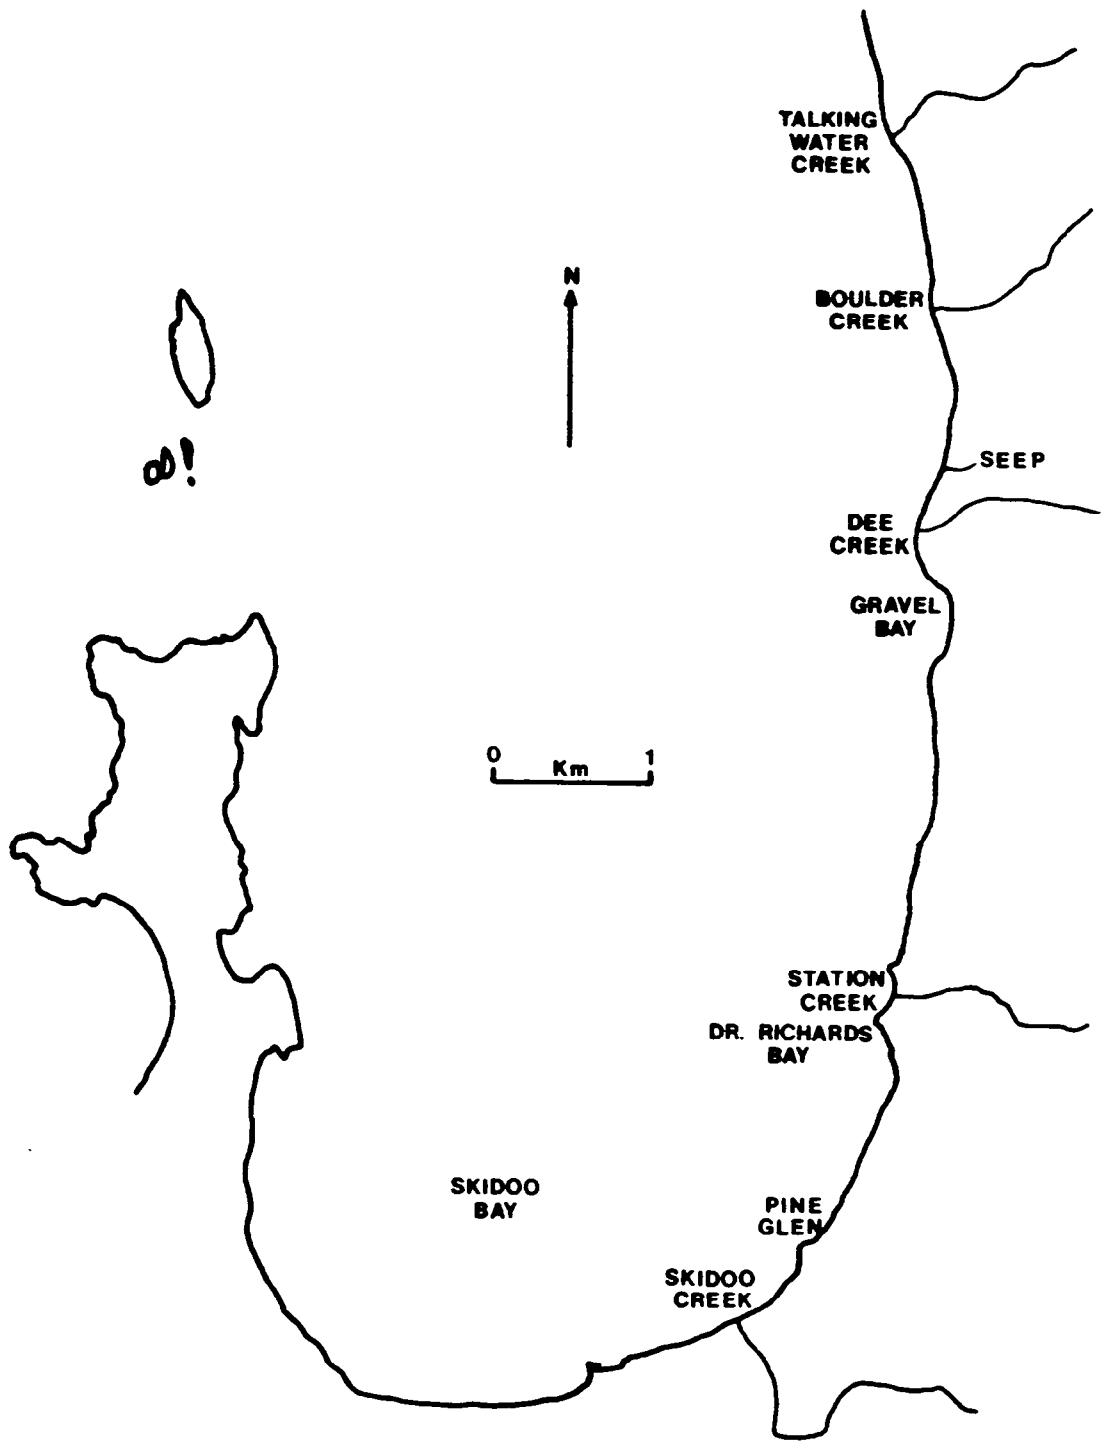 TALKING
WATER
CREEK
N
BOULDER
CREEK
SEEP
DEE
CREEK
GRAVEL
BAY
0 1
Km
STATION
CREEK
DR. RICHARDS
BAY
SKIDOO
BAY
PINE
GLEN
SKIDOO
CREEK